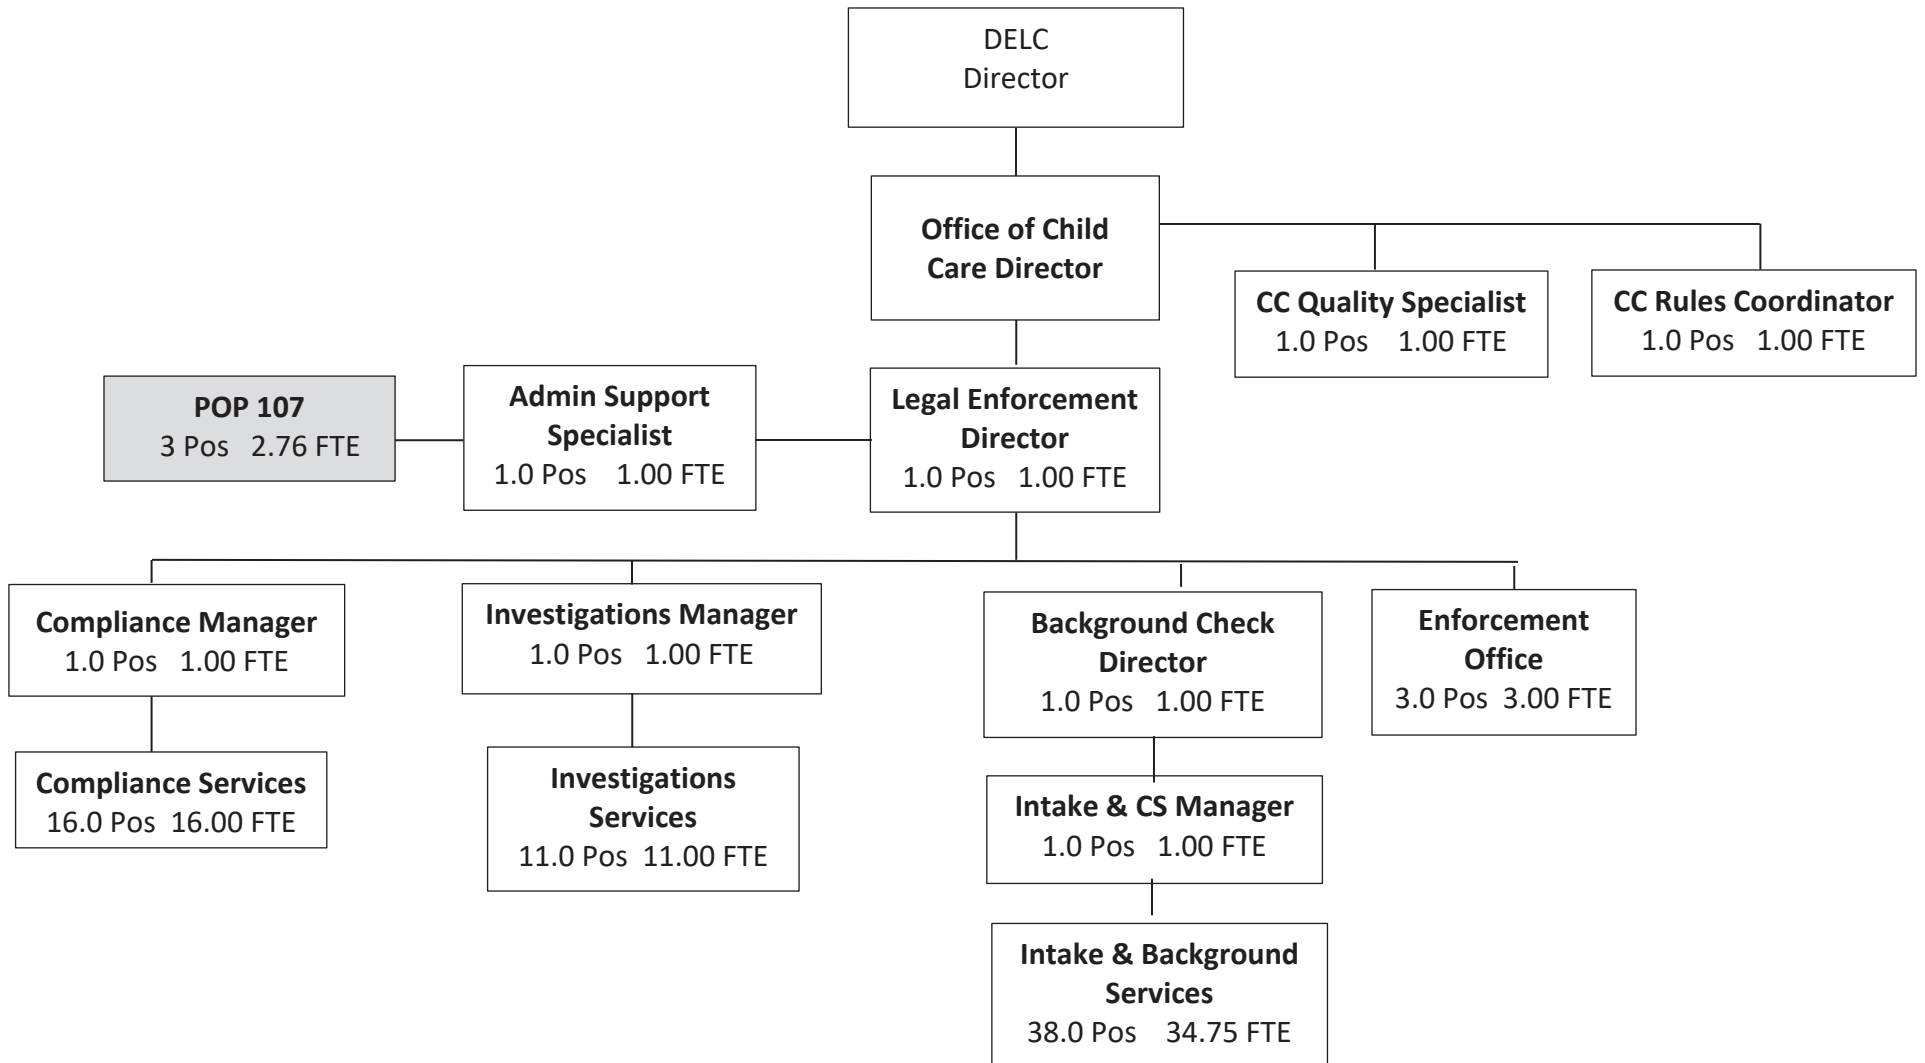 DELC
Director
Office of Child
Care Director
CC Quality Specialist
1.0 Pos 1.00 FTE
CC Rules Coordinator
1.0 Pos 1.00 FTE
POP 107
3 Pos 2.76 FTE
Admin Support
Specialist
1.0 Pos 1.00 FTE
Legal Enforcement
Director
1.0 Pos 1.00 FTE
Compliance Manager
1.0 Pos 1.00 FTE
Investigations Manager
1.0 Pos 1.00 FTE
Background Check
Director
1.0 Pos 1.00 FTE
Enforcement
Office
3.0 Pos 3.00 FTE
Compliance Services
16.0 Pos 16.00 FTE
Investigations
Services
11.0 Pos 11.00 FTE
Intake & CS Manager
1.0 Pos 1.00 FTE
Intake & Background
Services
38.0 Pos 34.75 FTE